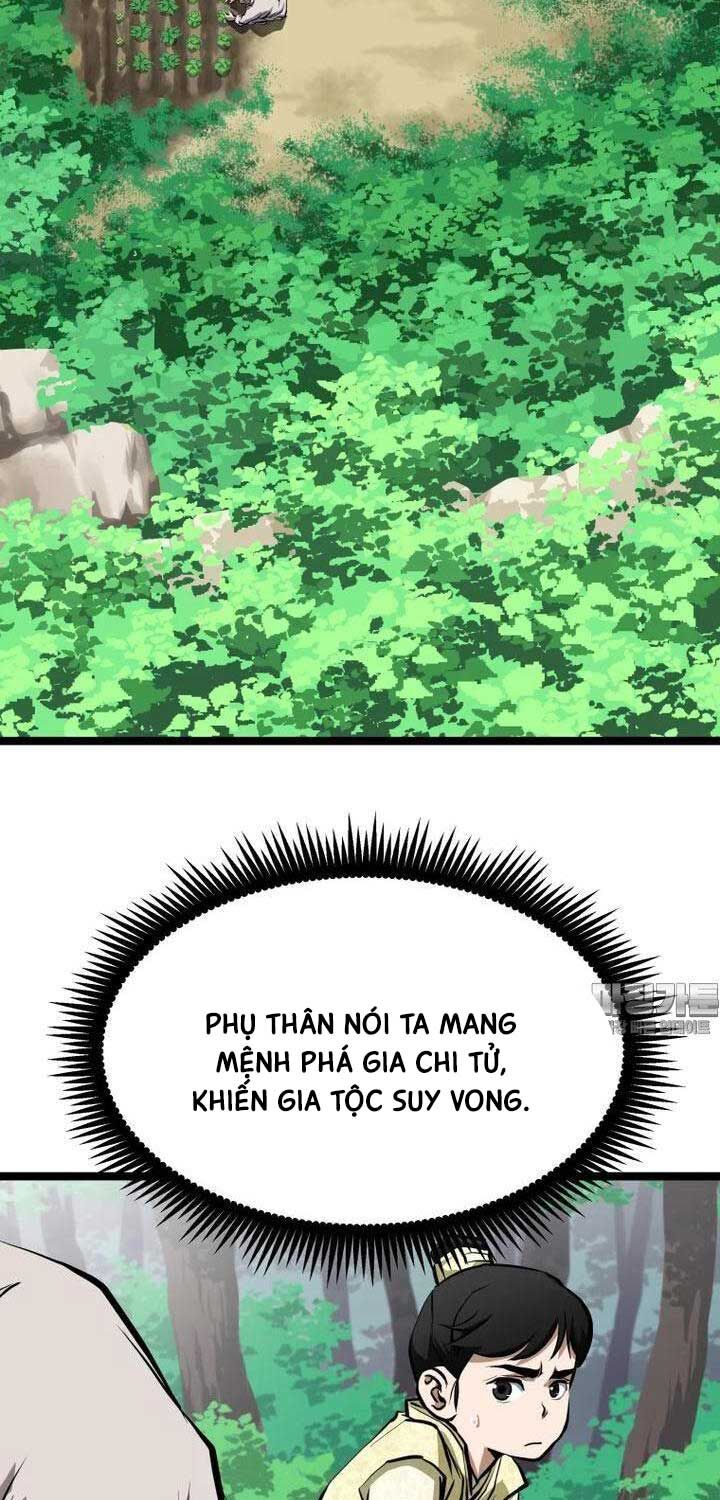 PHỤ THÂN NÓI TA MANG
MỆNH PHÁ GIA CHI TỬ,
KHIẾN GIA TỘC SUY VONG.